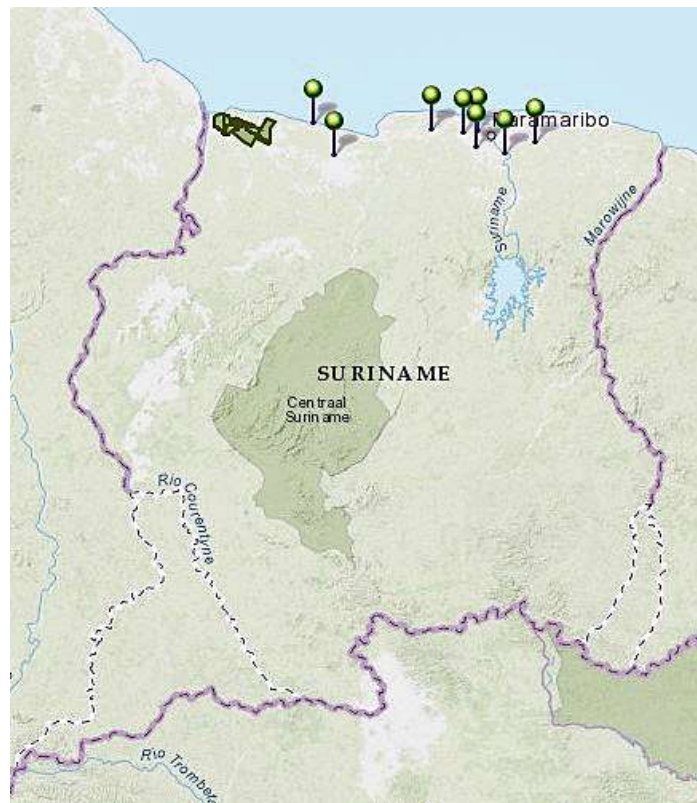 Paramaribo
Suriname
Marowijne
SURINAME
Centraal
Suriname
Rio
Courentyne
Rio Trombet